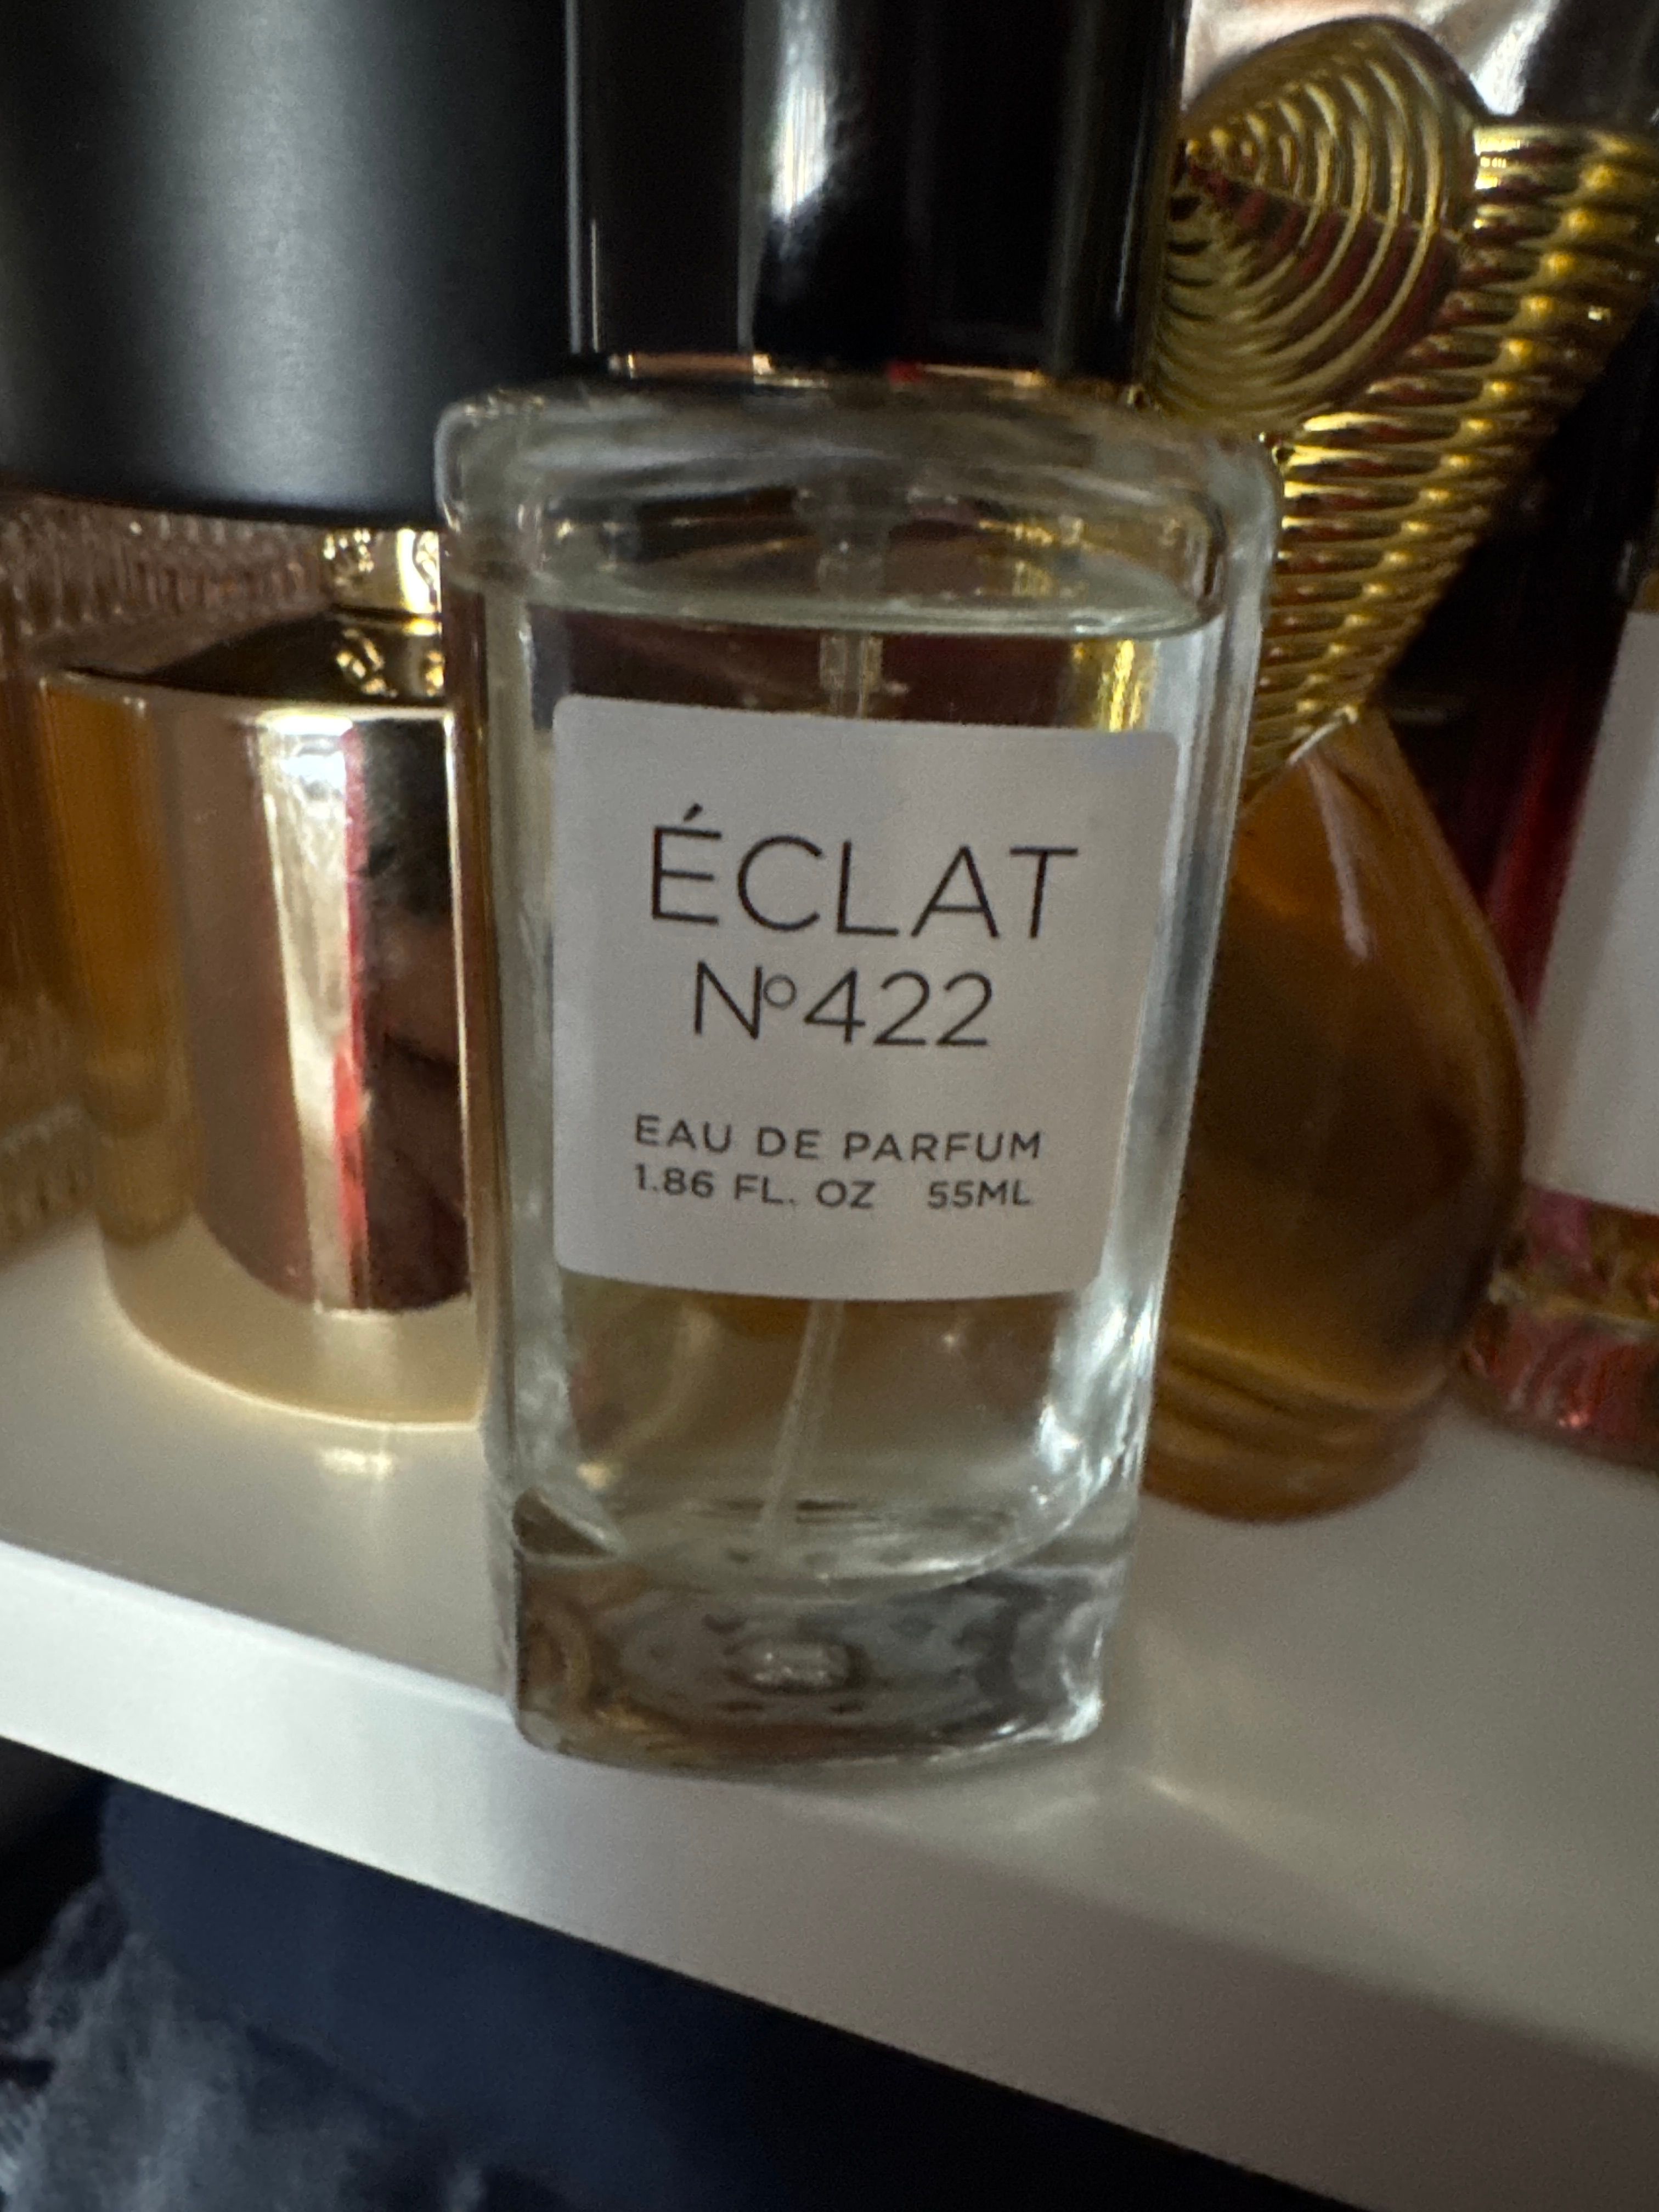 ÉCLAT
Nº422
EAU DE PARFUM
1.86 FL. OZ 55ML